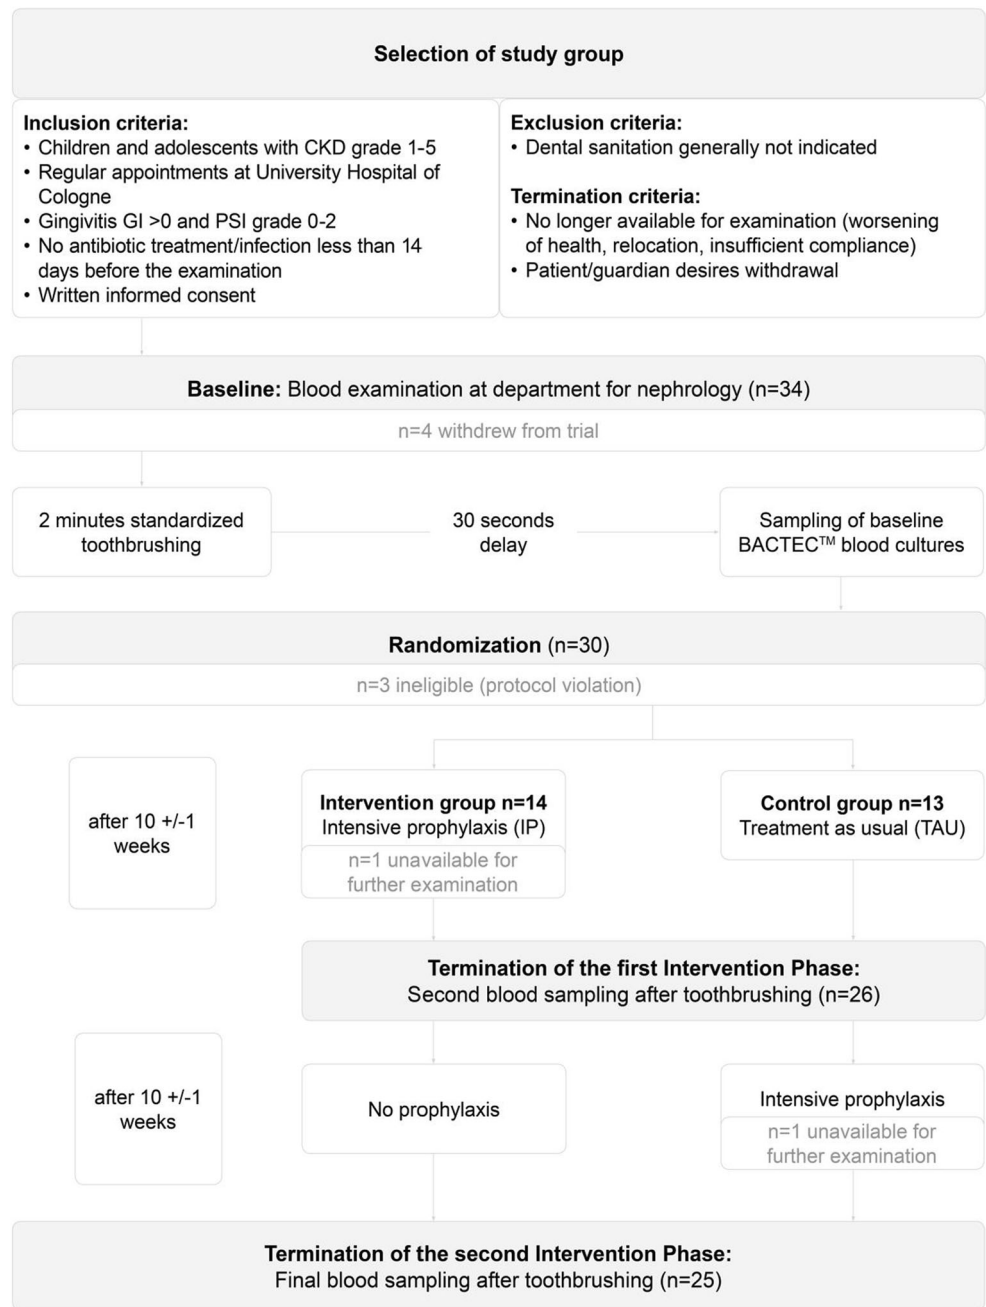 Selection of study group
Inclusion criteria:
• Children and adolescents with CKD grade 1-5
• Regular appointments at University Hospital of
Cologne
• Gingivitis GI >0 and PSI grade 0-2
• No antibiotic treatment/infection less than 14
days before the examination
• Written informed consent
Exclusion criteria:
• Dental sanitation generally not indicated
Termination criteria:
• No longer available for examination (worsening
of health, relocation, insufficient compliance)
• Patient/guardian desires withdrawal
Baseline: Blood examination at department for nephrology (n=34)
n=4 withdrew from trial
2 minutes standardized
toothbrushing
30 seconds
delay
Sampling of baseline
BACTEC™ blood cultures
Randomization (n=30)
n=3 ineligible (protocol violation)
after 10 +/-1
weeks
Intervention group n=14
Intensive prophylaxis (IP)
n=1 unavailable for
further examination
Control group n=13
Treatment as usual (TAU)
Termination of the first Intervention Phase:
Second blood sampling after toothbrushing (n=26)
after 10 +/-1
weeks
No prophylaxis
Intensive prophylaxis
n=1 unavailable for
further examination
Termination of the second Intervention Phase:
Final blood sampling after toothbrushing (n=25)